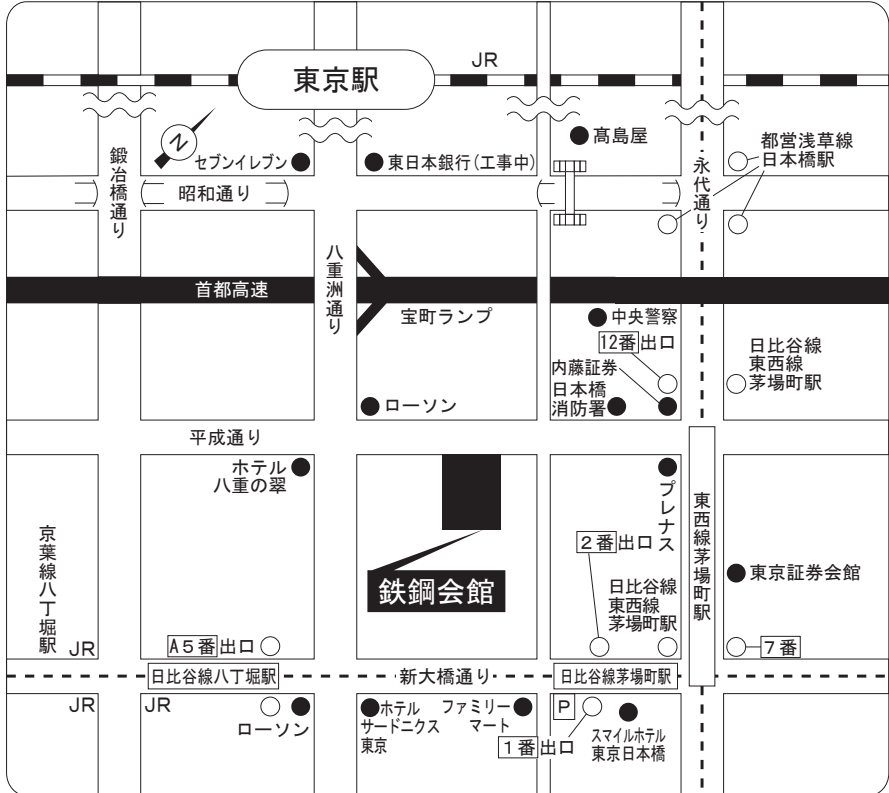 JR
東京駅
N
髙島屋
都営浅草線
日本橋駅
セブンイレブン
東日本銀行(工事中)
鍛冶橋通り
昭和通り
永代通り
八重洲通り
首都高速
宝町ランプ
中央警察
12番出口
日比谷線
東西線
茅場町駅
内藤証券
日本橋
消防署
ローソン
平成通り
ホテル
八重の翠
プレナス
東西線茅場町駅
京葉線八丁堀駅
2番出口
鉄鋼会館
日比谷線
東西線
茅場町駅
東京証券会館
JR
A5番出口
7番
日比谷線八丁堀駅
新大橋通り
日比谷線茅場町駅
JR
JR
ローソン
ホテル
サードニクス
東京
ファミリー
マート
P
1番出口
スマイルホテル
東京日本橋